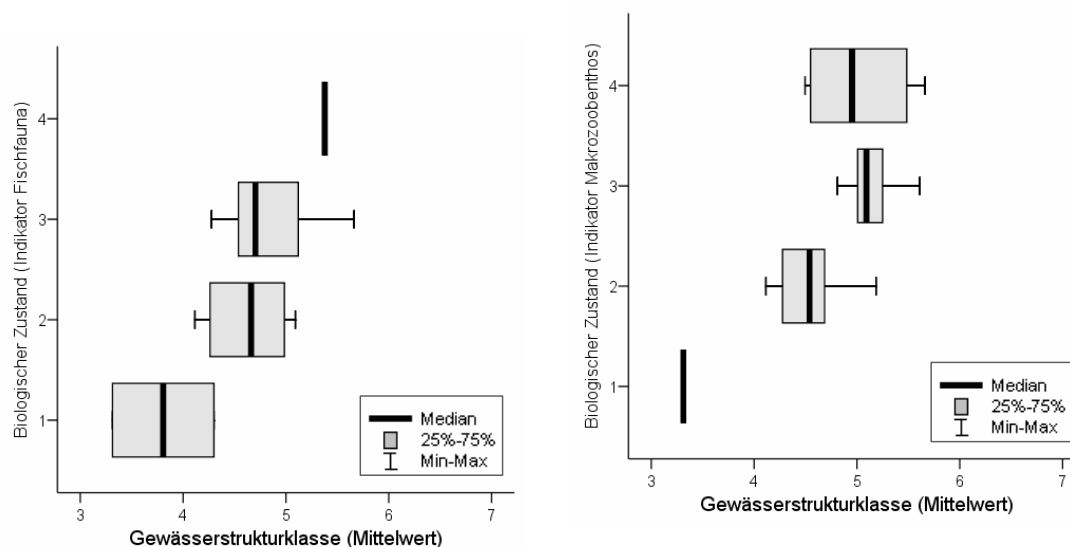 Biologischer Zustand (Indikator Fischfauna)
4
3
2
1
Median
25%-75%
Min-Max
3 4 5 6 7
Gewässerstrukturklasse (Mittelwert)
Biologischer Zustand (Indikator Makrozoobenthos)
4
3
2
1
Median
25%-75%
Min-Max
3 4 5 6 7
Gewässerstrukturklasse (Mittelwert)